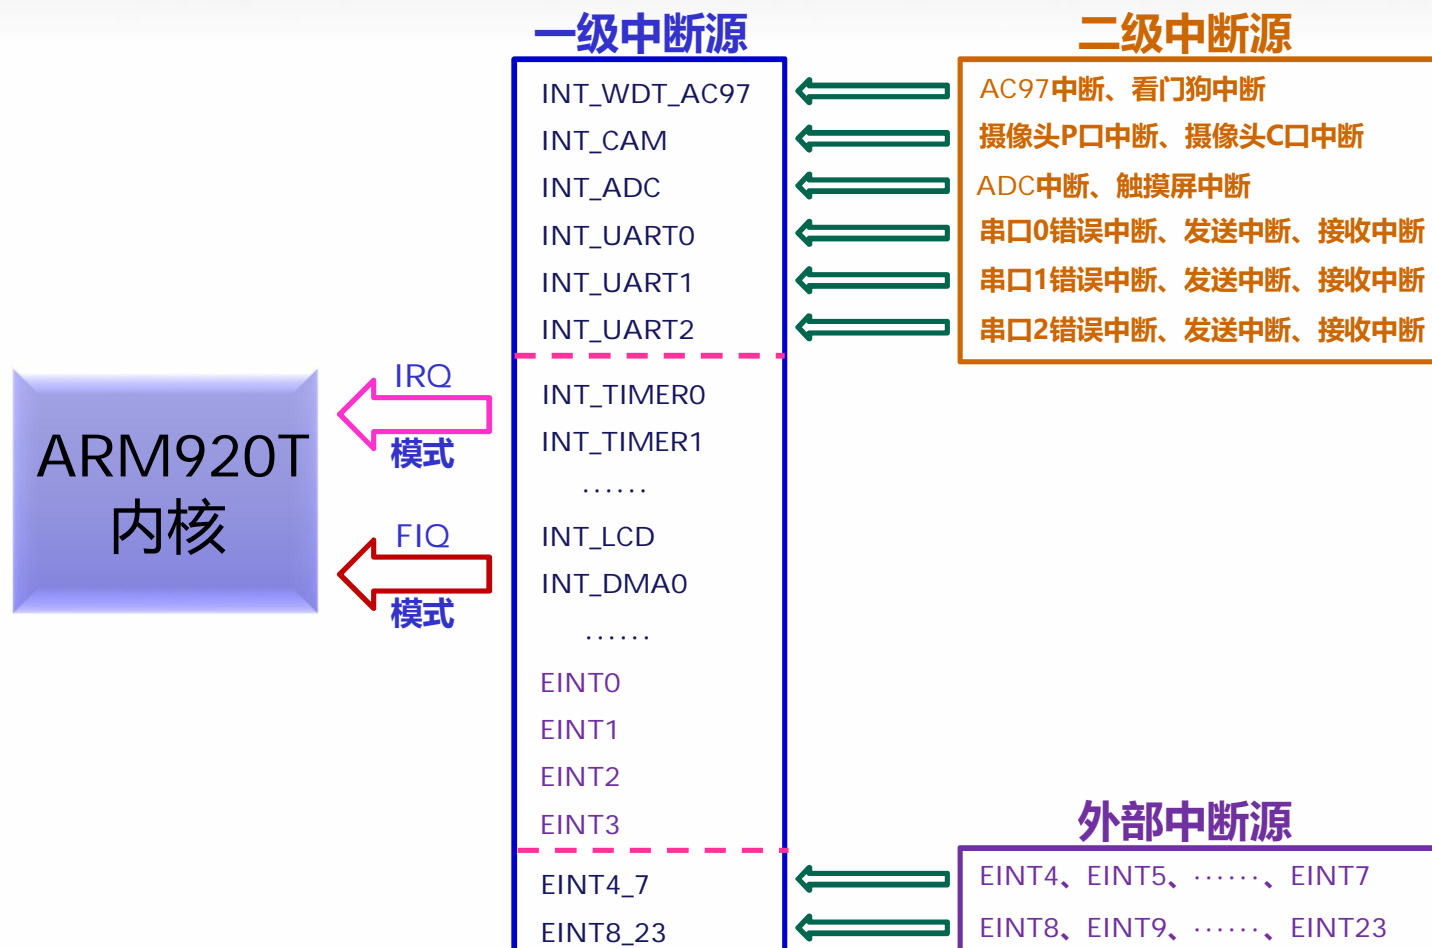 一级中断源
二级中断源
INT_WDT_AC97
AC97中断、看门狗中断
INT_CAM
摄像头P口中断、摄像头C口中断
INT_ADC
ADC中断、触摸屏中断
INT_UART0
串口0错误中断、发送中断、接收中断
INT_UART1
串口1错误中断、发送中断、接收中断
INT_UART2
串口2错误中断、发送中断、接收中断
ARM920T
内核
IRQ
模式
FIQ
模式
INT_TIMER0
INT_TIMER1
······
INT_LCD
INT_DMA0
······
EINT0
EINT1
EINT2
EINT3
外部中断源
EINT4_7
EINT4、EINT5、······、EINT7
EINT8_23
EINT8、EINT9、······、EINT23